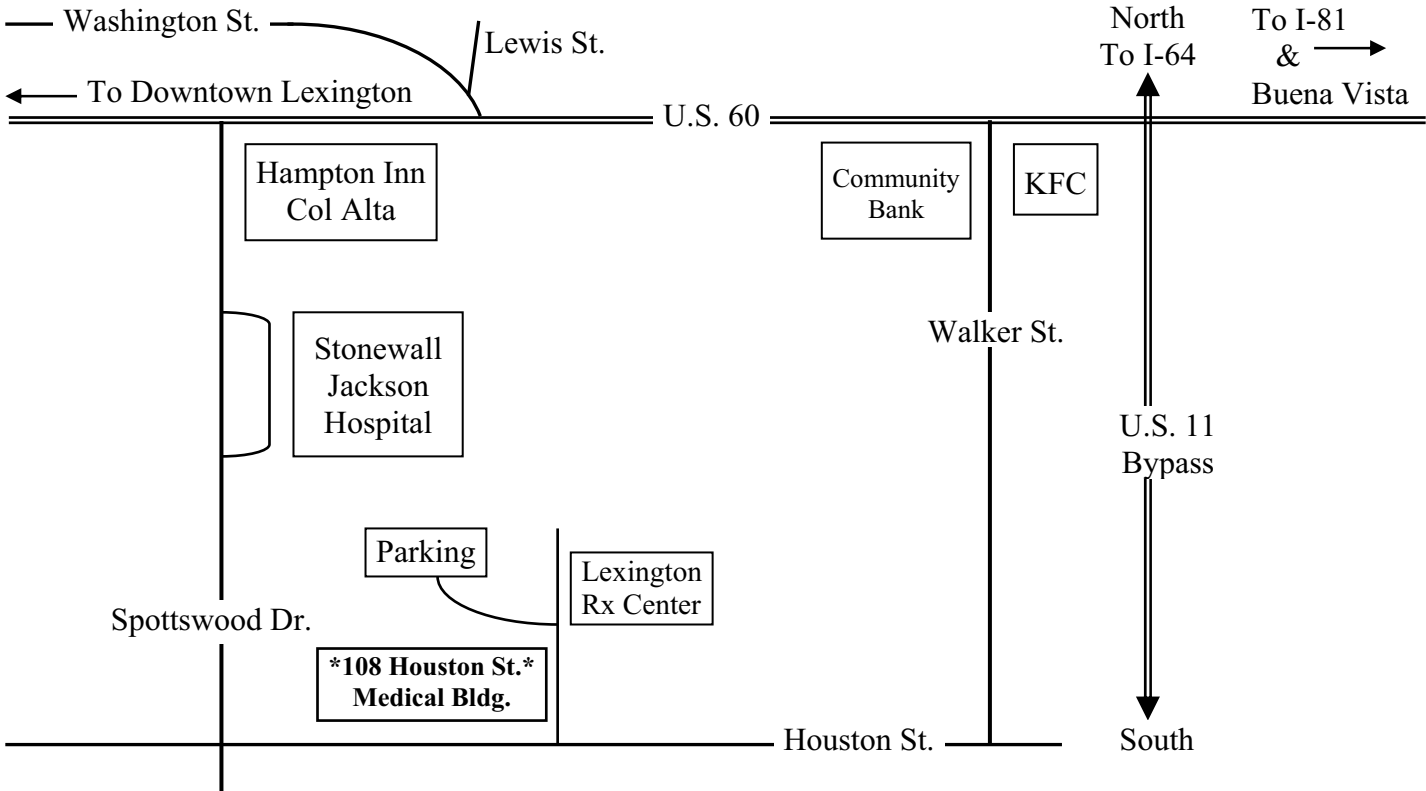 Washington St.
Lewis St.
North
To I-64
To I-81
&
Buena Vista
To Downtown Lexington
U.S. 60
Hampton Inn
Col Alta
Community
Bank
KFC
Stonewall
Jackson
Hospital
Walker St.
U.S. 11
Bypass
Parking
Lexington
Rx Center
Spottswood Dr.
*108 Houston St.*
Medical Bldg.
Houston St.
South